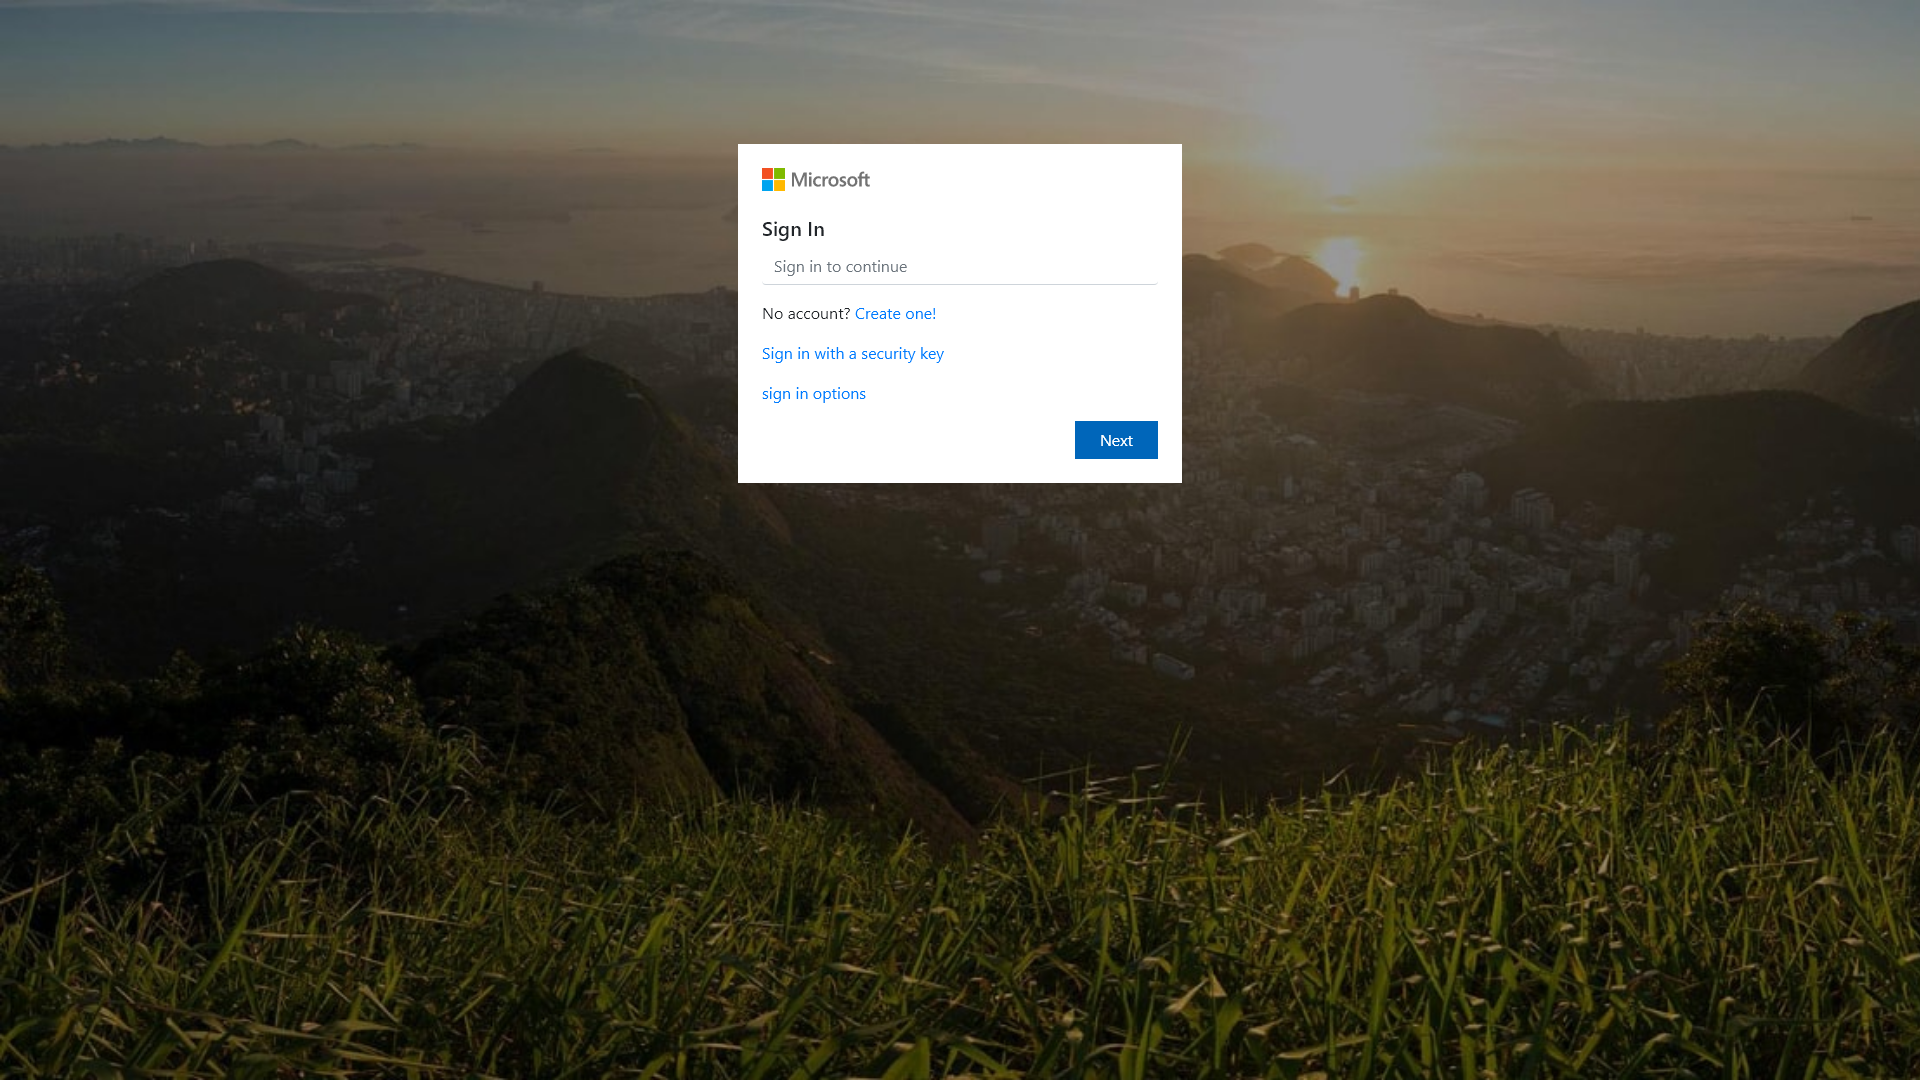 Microsoft
Sign In
Sign in to continue
No account? Create one!
Sign in with a security key
sign in options
Next